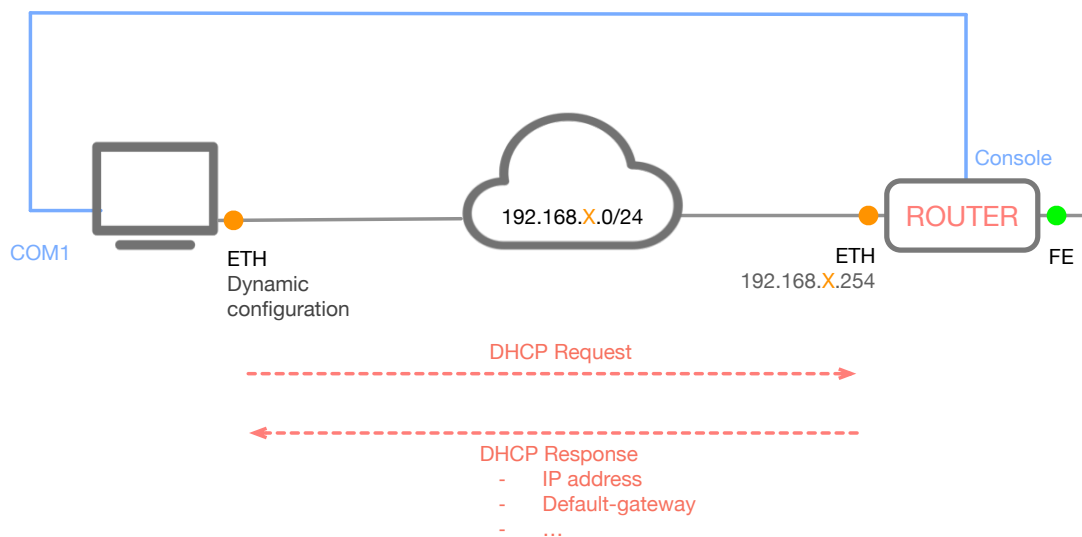 Console
192.168.X.0/24
ROUTER
COM1
ETH
Dynamic
configuration
ETH
192.168.X.254
FE
DHCP Request
DHCP Response
- IP address
- Default-gateway
- ...